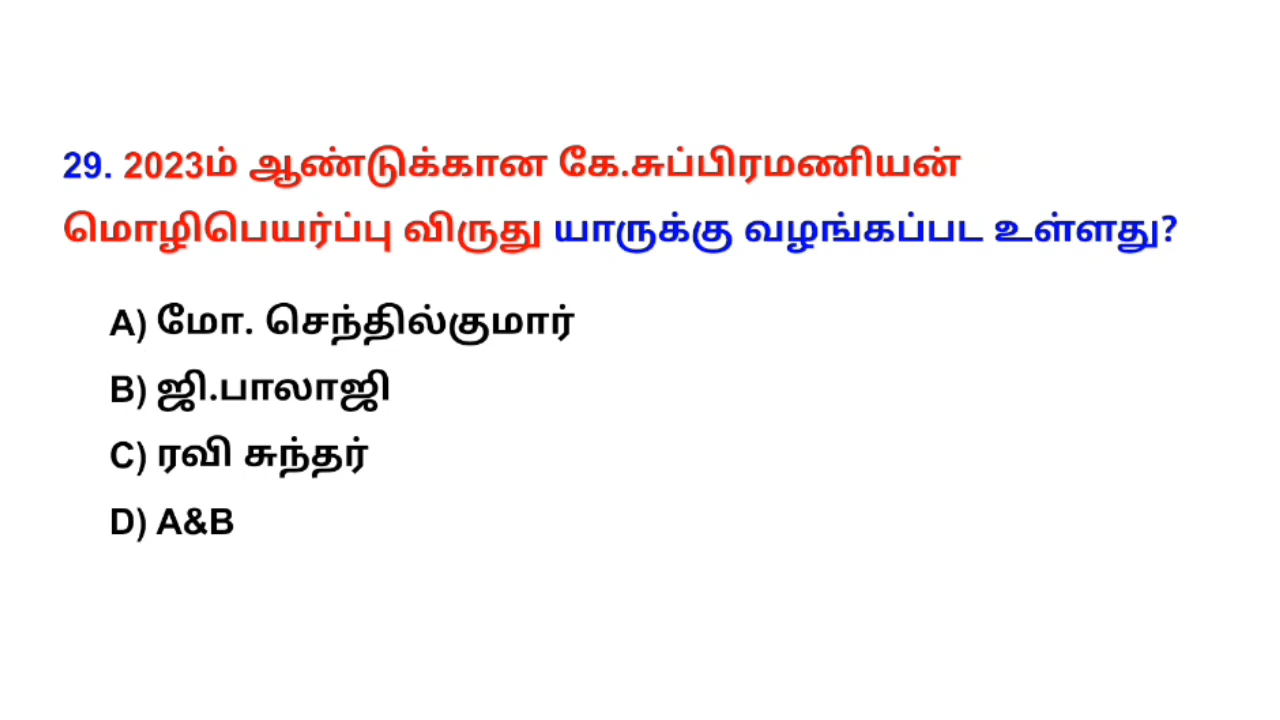 29. 2023ம் ஆண்டுக்கான கே.சுப்பிரமணியன்
மொழிபெயர்ப்பு விருது யாருக்கு வழங்கப்பட உள்ளது?
A) மோ. செந்தில்குமார்
B) ஜி.பாலாஜி
C) ரவி சுந்தர்
D) A&B